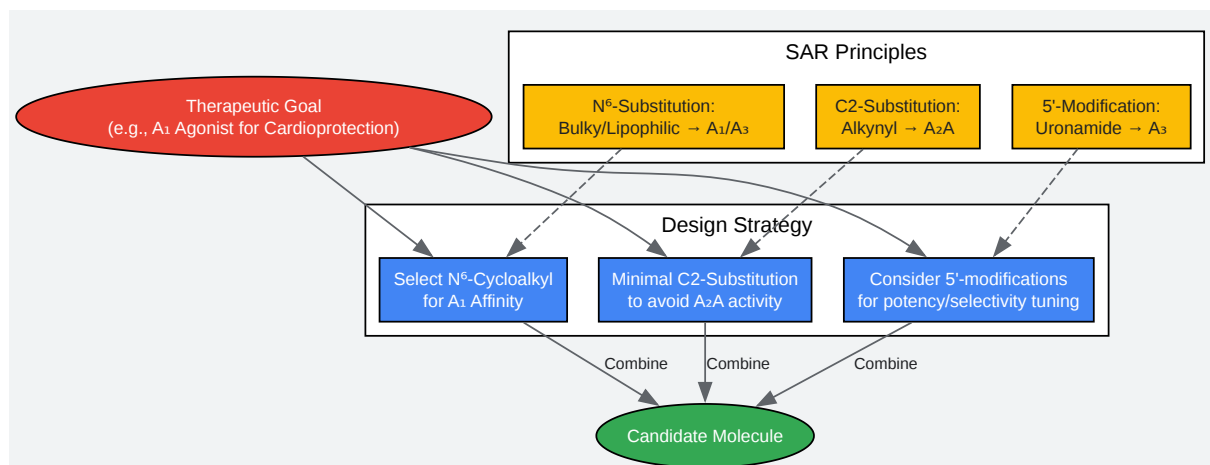 SAR Principles
Therapeutic Goal
(e.g., A₁ Agonist for Cardioprotection)
N⁶-Substitution:
Bulky/Lipophilic → A₁/A₃
C2-Substitution:
Alkynyl → A₂A
5'-Modification:
Uronamide → A₃
Design Strategy
Select N⁶-Cycloalkyl
for A₁ Affinity
Minimal C2-Substitution
to avoid A₂A activity
Consider 5'-modifications
for potency/selectivity tuning
Combine
Combine
Combine
Candidate Molecule